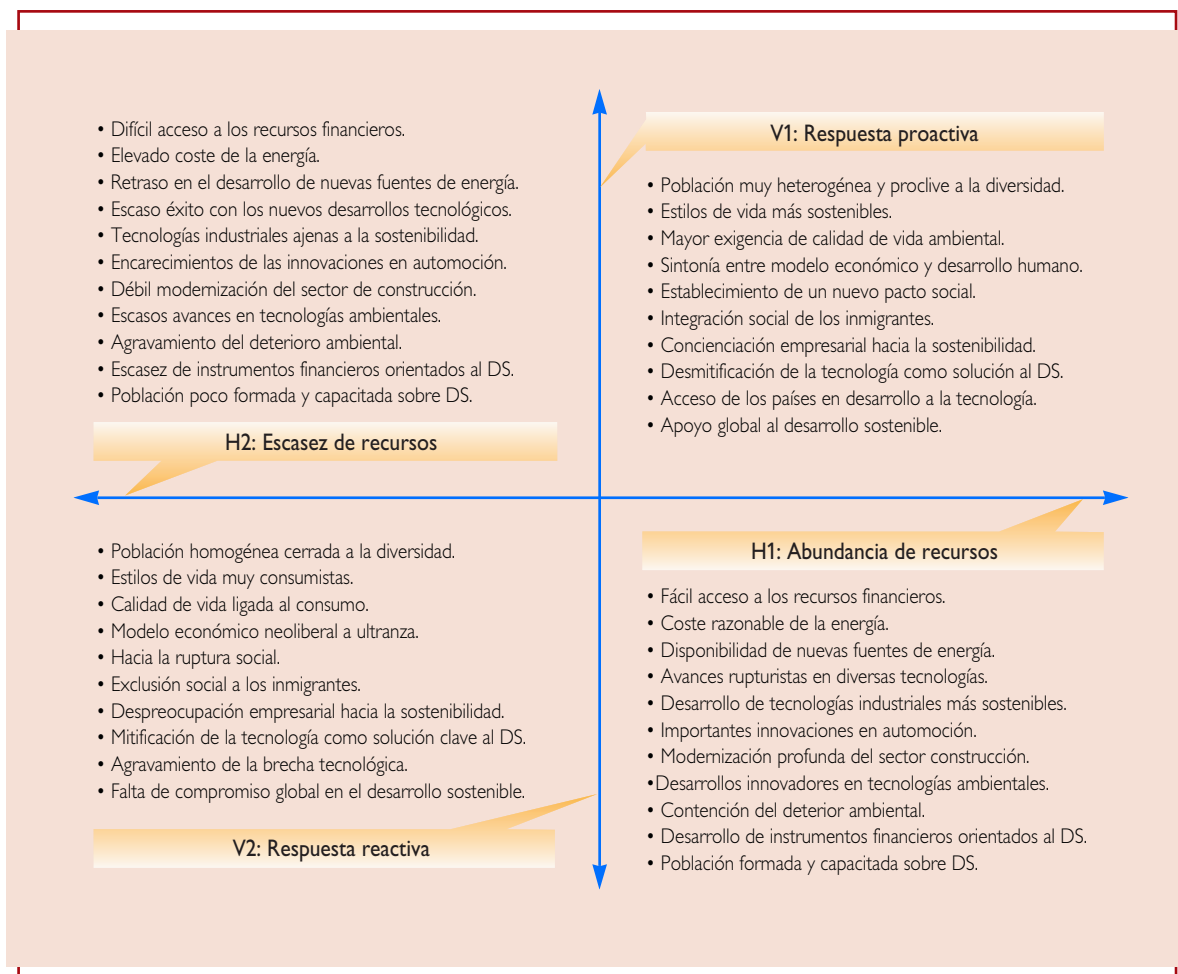 • Difícil acceso a los recursos financieros.
• Elevado coste de la energía.
• Retraso en el desarrollo de nuevas fuentes de energía.
• Escaso éxito con los nuevos desarrollos tecnológicos.
• Tecnologías industriales ajenas a la sostenibilidad.
• Encarecimientos de las innovaciones en automoción.
• Débil modernización del sector de construcción.
• Escasos avances en tecnologías ambientales.
• Agravamiento del deterioro ambiental.
• Escasez de instrumentos financieros orientados al DS.
• Población poco formada y capacitada sobre DS.
H2: Escasez de recursos
V1: Respuesta proactiva
• Población muy heterogénea y proclive a la diversidad.
• Estilos de vida más sostenibles.
• Mayor exigencia de calidad de vida ambiental.
• Sintonía entre modelo económico y desarrollo humano.
• Establecimiento de un nuevo pacto social.
• Integración social de los inmigrantes.
• Concienciación empresarial hacia la sostenibilidad.
• Desmitificación de la tecnología como solución al DS.
• Acceso de los países en desarrollo a la tecnología.
• Apoyo global al desarrollo sostenible.
• Población homogénea cerrada a la diversidad.
• Estilos de vida muy consumistas.
• Calidad de vida ligada al consumo.
• Modelo económico neoliberal a ultranza.
• Hacia la ruptura social.
• Exclusión social a los inmigrantes.
• Despreocupación empresarial hacia la sostenibilidad.
• Mitificación de la tecnología como solución clave al DS.
• Agravamiento de la brecha tecnológica.
• Falta de compromiso global en el desarrollo sostenible.
V2: Respuesta reactiva
H1: Abundancia de recursos
• Fácil acceso a los recursos financieros.
• Coste razonable de la energía.
• Disponibilidad de nuevas fuentes de energía.
• Avances rupturistas en diversas tecnologías.
• Desarrollo de tecnologías industriales más sostenibles.
• Importantes innovaciones en automoción.
• Modernización profunda del sector construcción.
•Desarrollos innovadores en tecnologías ambientales.
• Contención del deterior ambiental.
• Desarrollo de instrumentos financieros orientados al DS.
• Población formada y capacitada sobre DS.